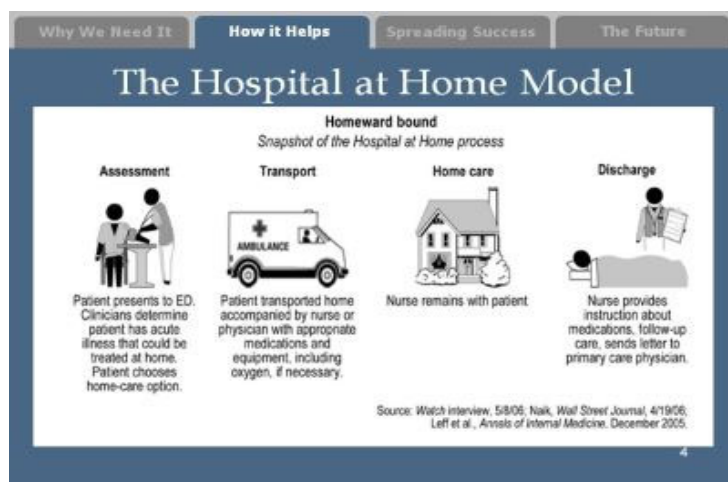 Why We Need It
How it Helps
Spreading Success
The Future
The Hospital at Home Model
Homeward bound
Snapshot of the Hospital at Home process
Assessment
Patient presents to ED.
Clinicians determine
patient has acute
illness that could be
treated at home.
Patient chooses
home-care option.
Transport
AMBULANCE
Patient transported home
accompanied by nurse or
physician with appropriate
medications and
equipment, including
oxygen, if necessary.
Home care
Nurse remains with patient
Discharge
Nurse provides
instruction about
medications, follow-up
care, sends letter to
primary care physician.
Source: Watch interview, 5/8/06; Naik, Wall Street Journal, 4/19/06;
Leff et al., Annals of Internal Medicine, December 2005.
4